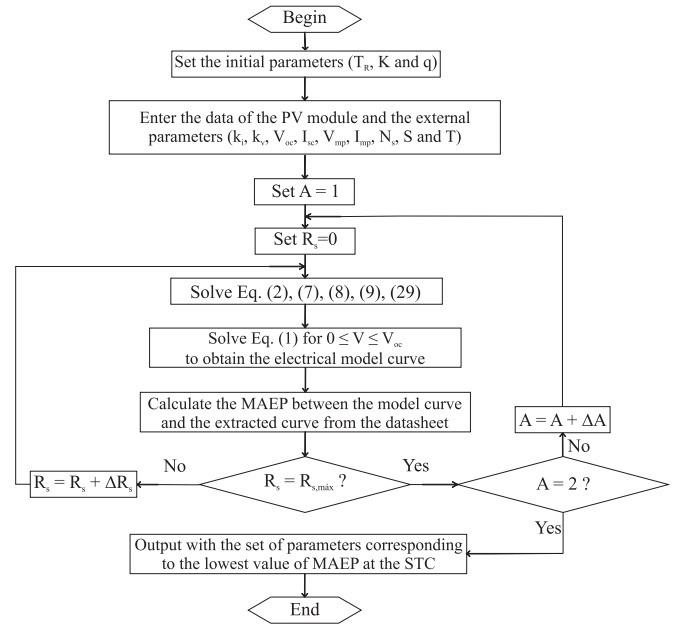 Begin
Set the initial parameters (T_R, K and q)
Enter the data of the PV module and the external
parameters (k_i, k_v, V_oc, I_sc, V_mp, I_mp, N_s, S and T)
Set A = 1
Set R_s=0
Solve Eq. (2), (7), (8), (9), (29)
Solve Eq. (1) for 0 ≤ V ≤ V_oc
to obtain the electrical model curve
Calculate the MAEP between the model curve
and the extracted curve from the datasheet
A = A + ΔA
No
No
Yes
R_s = R_s + ΔR_s
R_s = R_s,máx ?
A = 2 ?
Yes
Output with the set of parameters corresponding
to the lowest value of MAEP at the STC
End